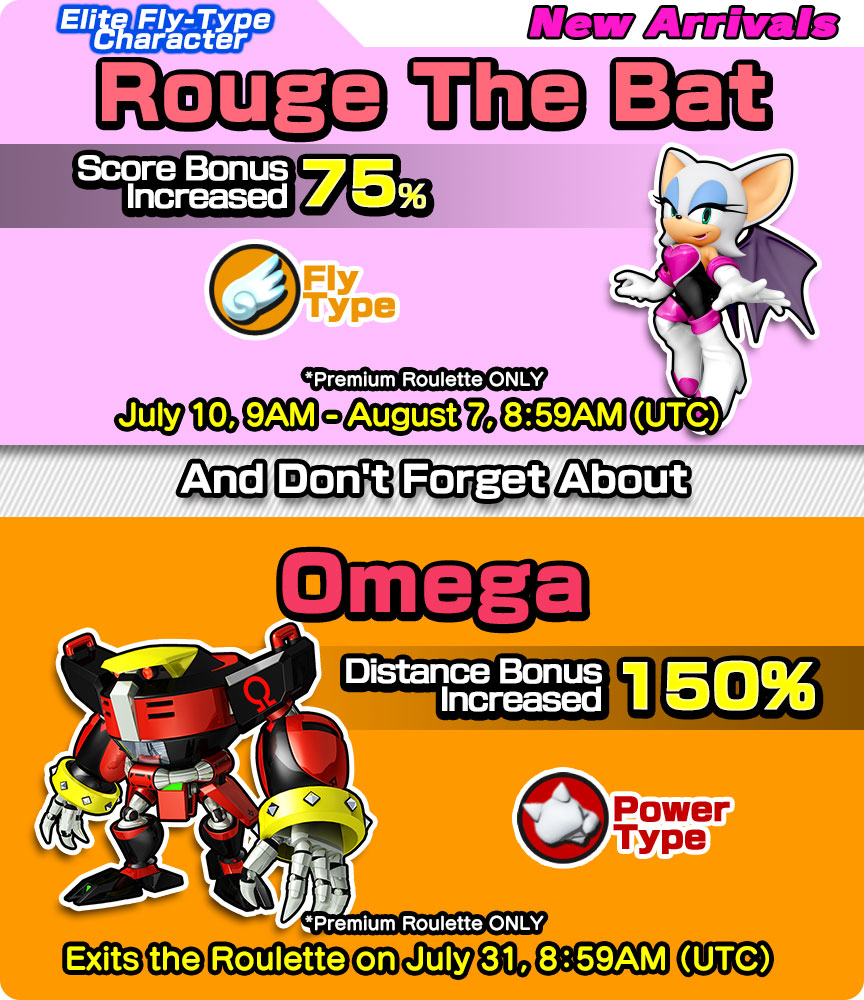 Elite Fly-Type
Character
New Arrivals
Rouge The Bat
Score Bonus
Increased 75%
Fly
Type
*Premium Roulette ONLY
July 10, 9AM - August 7, 8:59AM (UTC)
And Don't Forget About
Omega
Distance Bonus
Increased 150%
Power
Type
*Premium Roulette ONLY
Exits the Roulette on July 31, 8:59AM (UTC)